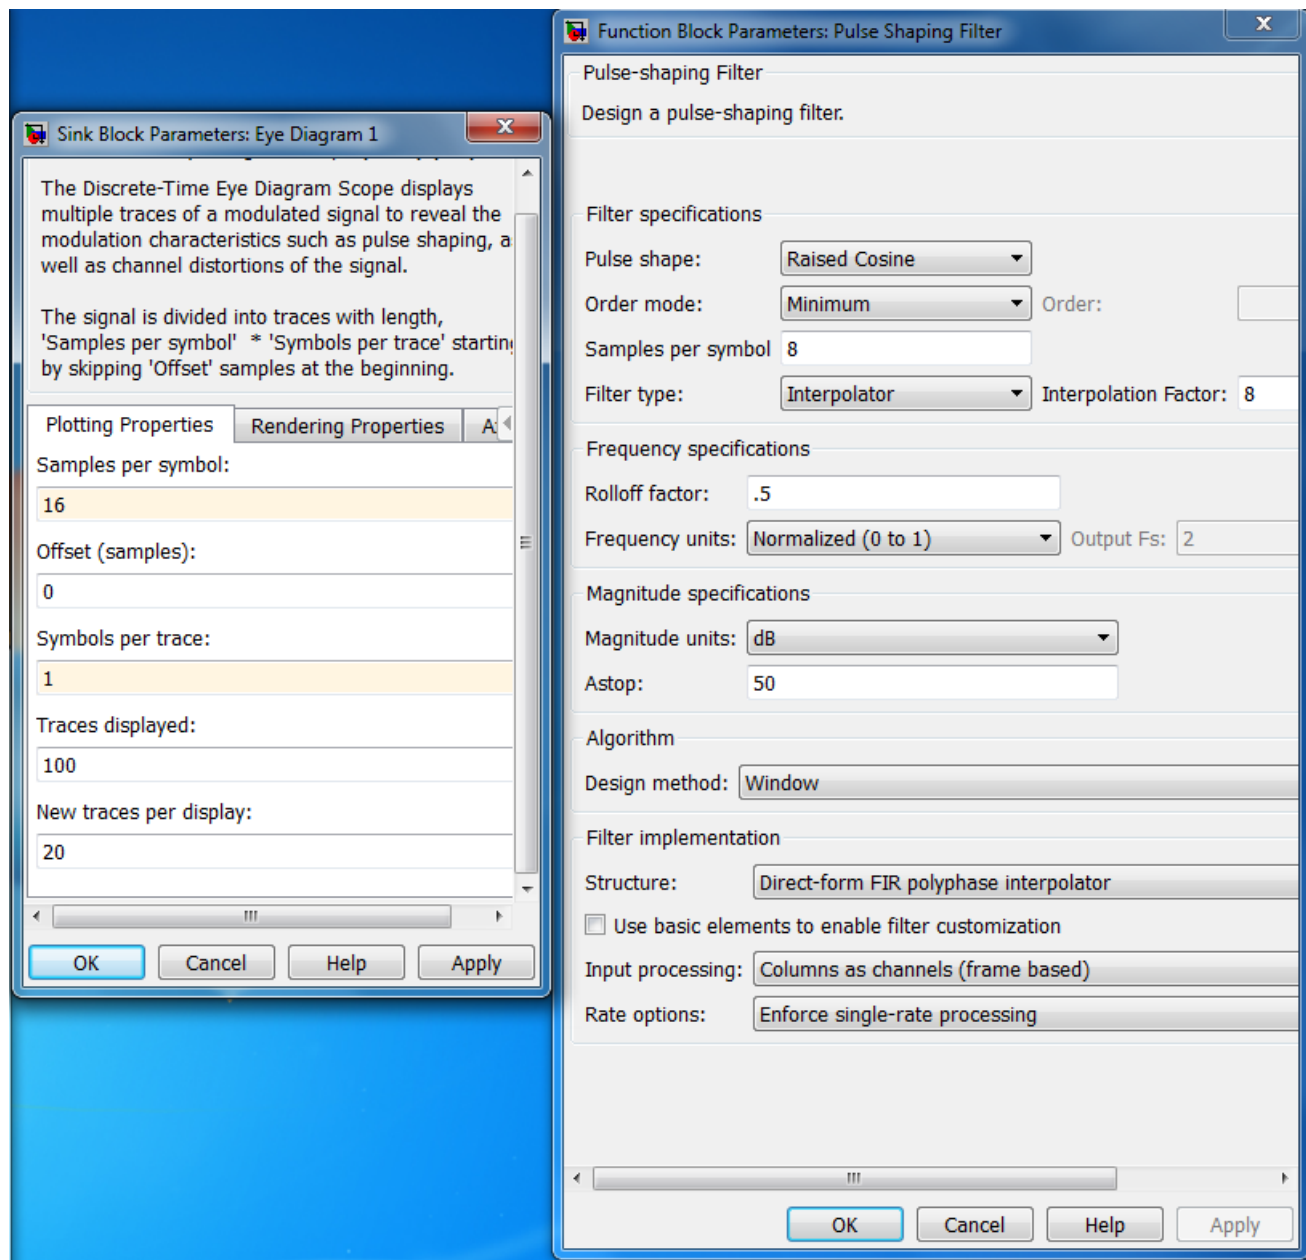 Sink Block Parameters: Eye Diagram 1
The Discrete-Time Eye Diagram Scope displays
multiple traces of a modulated signal to reveal the
modulation characteristics such as pulse shaping, a
well as channel distortions of the signal.
The signal is divided into traces with length,
'Samples per symbol' * 'Symbols per trace' starting
by skipping 'Offset' samples at the beginning.
Plotting Properties
Rendering Properties
Samples per symbol:
16
Offset (samples):
0
Symbols per trace:
1
Traces displayed:
100
New traces per display:
20
OK Cancel Help Apply
Function Block Parameters: Pulse Shaping Filter
Pulse-shaping Filter
Design a pulse-shaping filter.
Filter specifications
Pulse shape: Raised Cosine
Order mode: Minimum Order:
Samples per symbol 8
Filter type: Interpolator Interpolation Factor: 8
Frequency specifications
Rolloff factor: .5
Frequency units: Normalized (0 to 1) Output Fs: 2
Magnitude specifications
Magnitude units: dB
Astop: 50
Algorithm
Design method: Window
Filter implementation
Structure: Direct-form FIR polyphase interpolator
Use basic elements to enable filter customization
Input processing: Columns as channels (frame based)
Rate options: Enforce single-rate processing
OK Cancel Help Apply